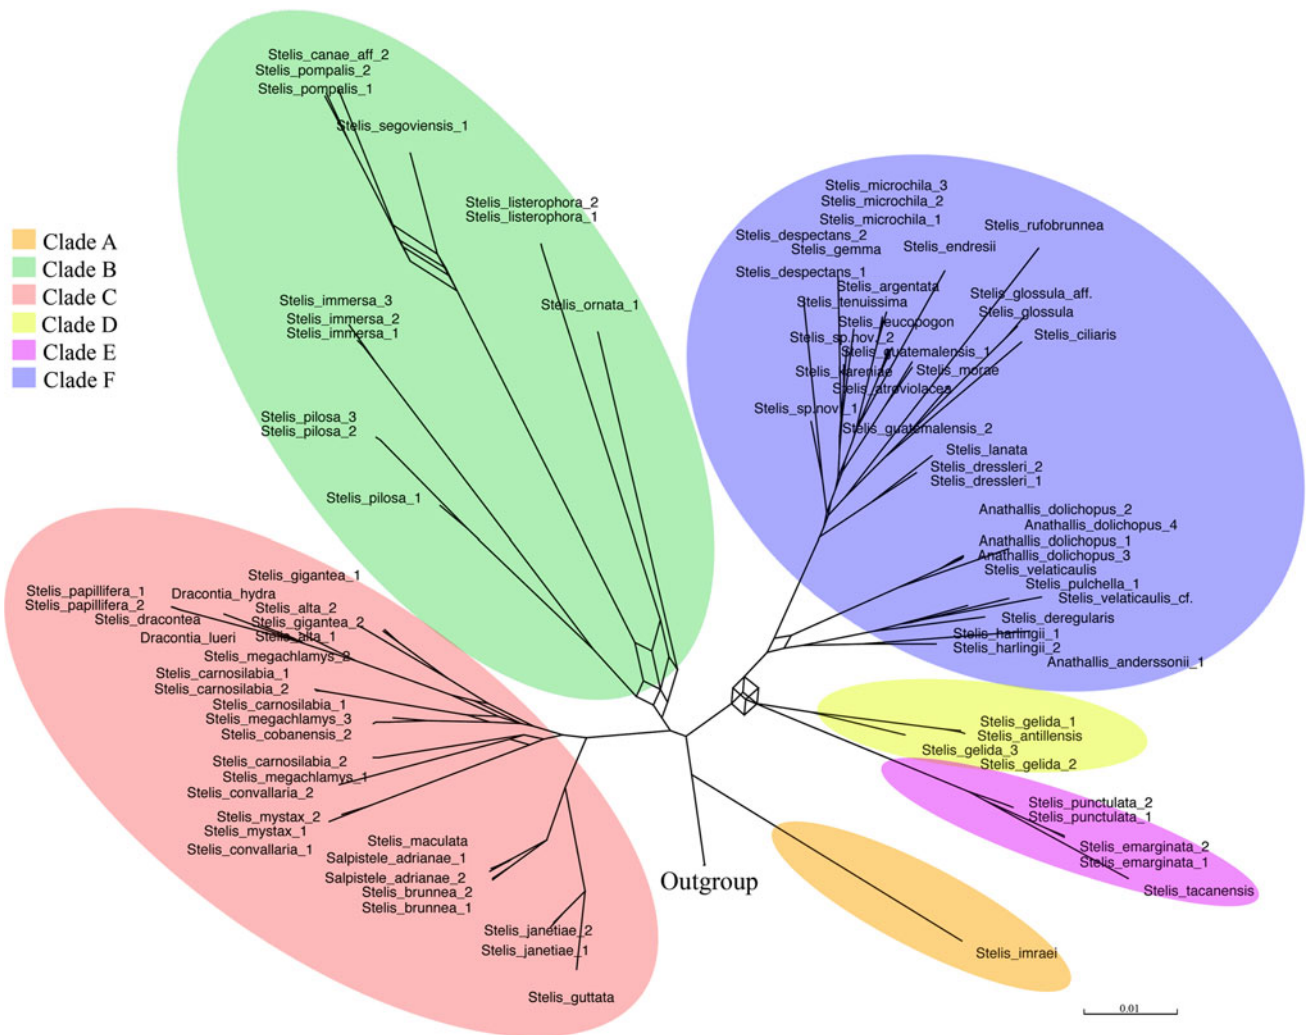 Clade A
Clade B
Clade C
Clade D
Clade E
Clade F
Stelis_canae_aff_2
Stelis_pompalis_2
Stelis_pompalis_1
Stelis_segoviensis_1
Stelis_listerophora_2
Stelis_listerophora_1
Stelis_ornata_1
Stelis_immersa_3
Stelis_immersa_2
Stelis_immersa_1
Stelis_pilosa_3
Stelis_pilosa_2
Stelis_pilosa_1
Stelis_microchila_3
Stelis_microchila_2
Stelis_microchila_1
Stelis_rufobrunnea
Stelis_despectans_2
Stelis_gemma
Stelis_endresii
Stelis_despectans_1
Stelis_argentata
Stelis_tenuissima
Stelis_glossula_aff.
Stelis_glossula
Stelis_leucopogon
Stelis_ciliaris
Stelis_sp.nov._2
Stelis_guatemalensis_1
Stelis_kareniae
Stelis_morae
Stelis_atroviolacea
Stelis_sp.nov._1
Stelis_guatemalensis_2
Stelis_lanata
Stelis_dressleri_2
Stelis_dressleri_1
Anathallis_dolichopus_2
Anathallis_dolichopus_4
Anathallis_dolichopus_1
Anathallis_dolichopus_3
Stelis_velaticaulis
Stelis_pulchella_1
Stelis_velaticaulis_cf.
Stelis_deregularis
Stelis_harlingii_1
Stelis_harlingii_2
Anathallis_anderssonii_1
Stelis_gigantea_1
Stelis_papillifera_1
Dracontia_hydra
Stelis_papillifera_2
Stelis_alta_2
Stelis_dracontea
Stelis_gigantea_2
Dracontia_lueri
Stelis_alta_1
Stelis_megachlamys_2
Stelis_carnosilabia_1
Stelis_carnosilabia_2
Stelis_carnosilabia_1
Stelis_megachlamys_3
Stelis_cobanensis_2
Stelis_carnosilabia_2
Stelis_megachlamys_1
Stelis_convallaria_2
Stelis_mystax_2
Stelis_mystax_1
Stelis_convallaria_1
Stelis_maculata
Salpistele_adrianae_1
Salpistele_adrianae_2
Stelis_brunnea_2
Stelis_brunnea_1
Stelis_janetiae_2
Stelis_janetiae_1
Stelis_guttata
Stelis_gelida_1
Stelis_antillensis
Stelis_gelida_3
Stelis_gelida_2
Stelis_punctulata_2
Stelis_punctulata_1
Stelis_emarginata_2
Stelis_emarginata_1
Stelis_tacanensis
Outgroup
Stelis_imraei
0.01